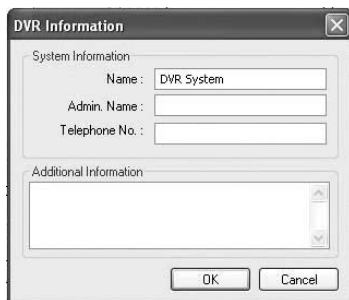 DVR Information
System Information
Name : DVR System
Admin. Name :
Telephone No. :
Additional Information
OK Cancel